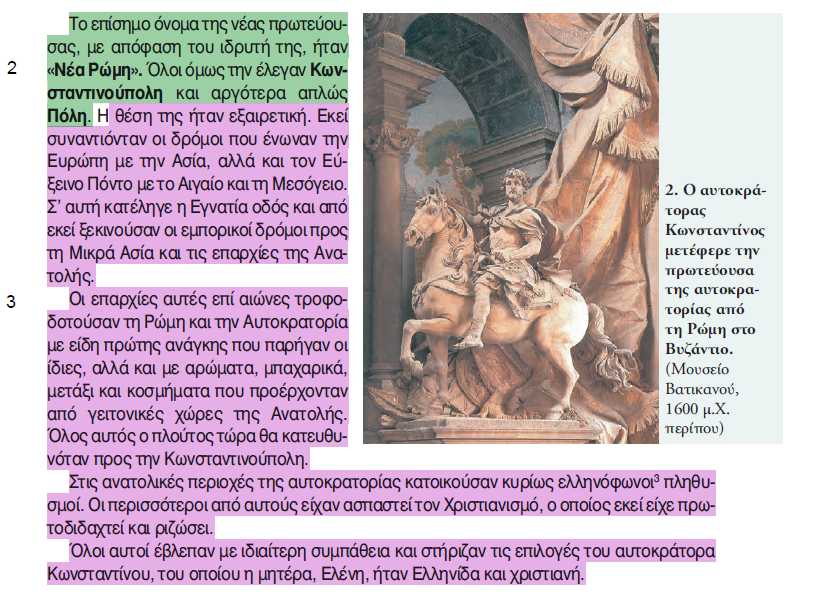 Το επίσημο όνομα της νέας πρωτεύου-
σας, με απόφαση του ιδρυτή της, ήταν
2
«Νέα Ρώμη». Όλοι όμως την έλεγαν Κων-
σταντινούπολη και αργότερα απλώς
Πόλη. Η θέση της ήταν εξαιρετική. Εκεί
συναντιόνταν οι δρόμοι που ένωναν την
Ευρώπη με την Ασία, αλλά και τον Εύ-
ξεινο Πόντο με το Αιγαίο και τη Μεσόγειο.
Σ' αυτή κατέληγε η Εγνατία οδός και από
εκεί ξεκινούσαν οι εμπορικοί δρόμοι προς
τη Μικρά Ασία και τις επαρχίες της Ανα-
τολής.
3
Οι επαρχίες αυτές επί αιώνες τροφο-
δοτούσαν τη Ρώμη και την Αυτοκρατορία
με είδη πρώτης ανάγκης που παρήγαν οι
ίδιες, αλλά και με αρώματα, μπαχαρικά,
μετάξι και κοσμήματα που προέρχονταν
από γειτονικές χώρες της Ανατολής.
Όλος αυτός ο πλούτος τώρα θα κατευθυ-
νόταν προς την Κωνσταντινούπολη.
2. Ο αυτοκρά-
τορας
Κωνσταντίνος
μετέφερε την
πρωτεύουσα
της αυτοκρα-
τορίας από
τη Ρώμη στο
Βυζάντιο.
(Μουσείο
Βατικανού,
1600 μ.Χ.
περίπου)
Στις ανατολικές περιοχές της αυτοκρατορίας κατοικούσαν κυρίως ελληνόφωνοι³ πληθυ-
σμοί. Οι περισσότεροι από αυτούς είχαν ασπαστεί τον Χριστιανισμό, ο οποίος εκεί είχε πρω-
τοδιδαχτεί και ριζώσει.
Όλοι αυτοί έβλεπαν με ιδιαίτερη συμπάθεια και στήριζαν τις επιλογές του αυτοκράτορα
Κωνσταντίνου, του οποίου η μητέρα, Ελένη, ήταν Ελληνίδα και χριστιανή.